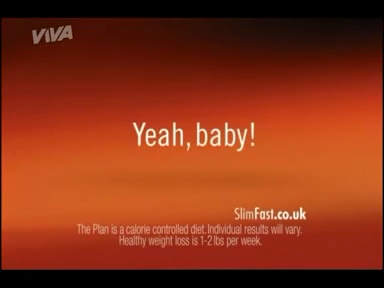 VIVA
Yeah, baby!
SlimFast.co.uk
The Plan is a calorie controlled diet. Individual results will vary.
Healthy weight loss is 1-2 lbs per week.